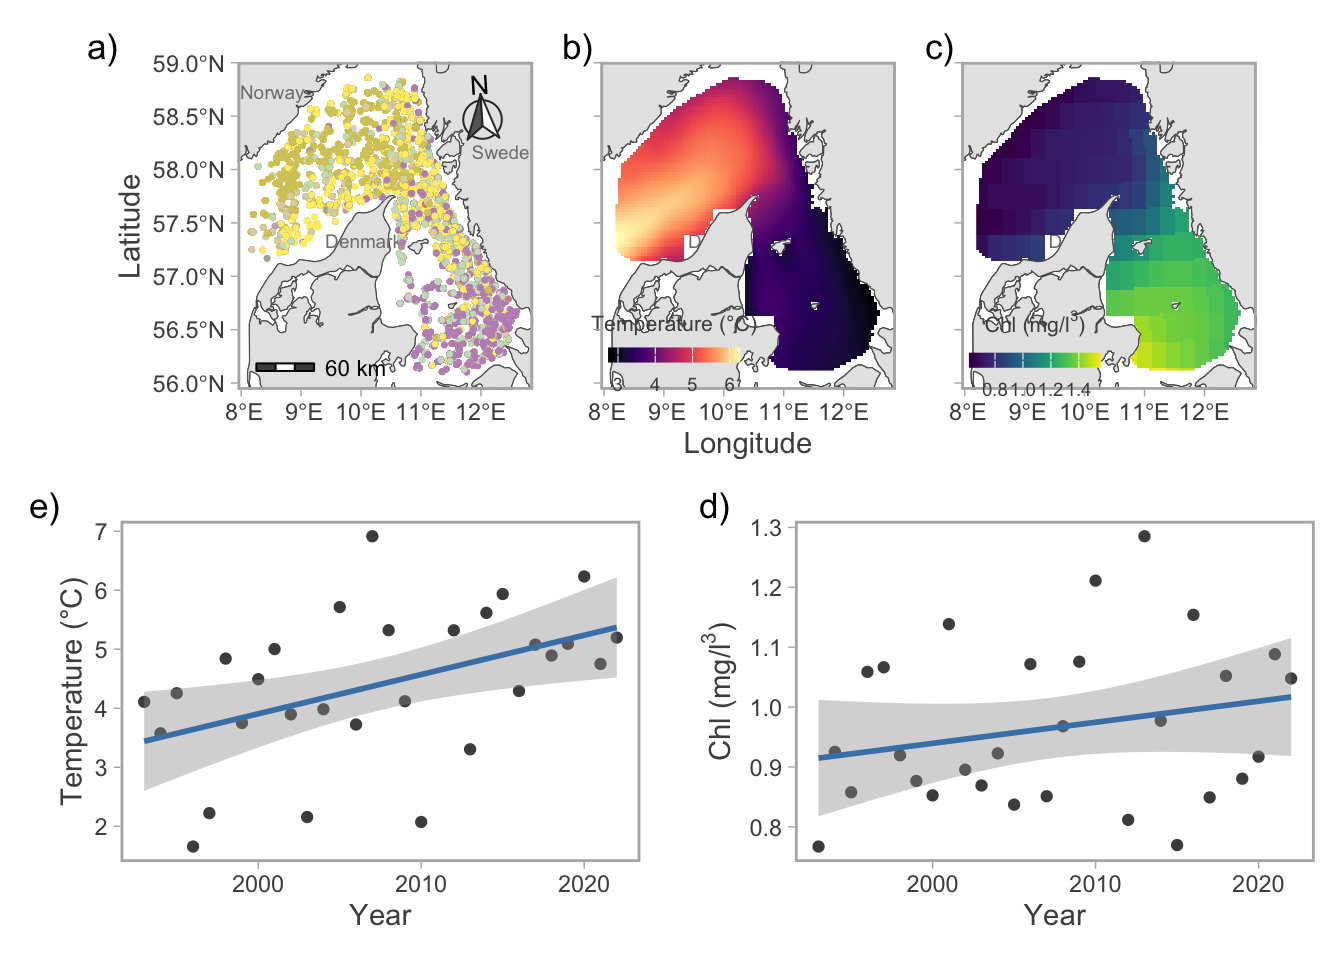 a)
b)
c)
59.0°N
58.5°N
58.0°N
57.5°N
57.0°N
56.5°N
56.0°N
Latitude
Norway
N
Swede
Denmark
60 km
8°E 9°E 10°E 11°E 12°E
D
Temperature (°C)
3 4 5 6
8°E 9°E 10°E 11°E 12°E
D
Chl (mg/l³)
0.8 1.0 1.2 1.4
8°E 9°E 10°E 11°E 12°E
Longitude
e)
7
6
5
4
3
2
Temperature (°C)
2000 2010 2020
Year
d)
1.3
1.2
1.1
1.0
0.9
0.8
Chl (mg/l³)
2000 2010 2020
Year